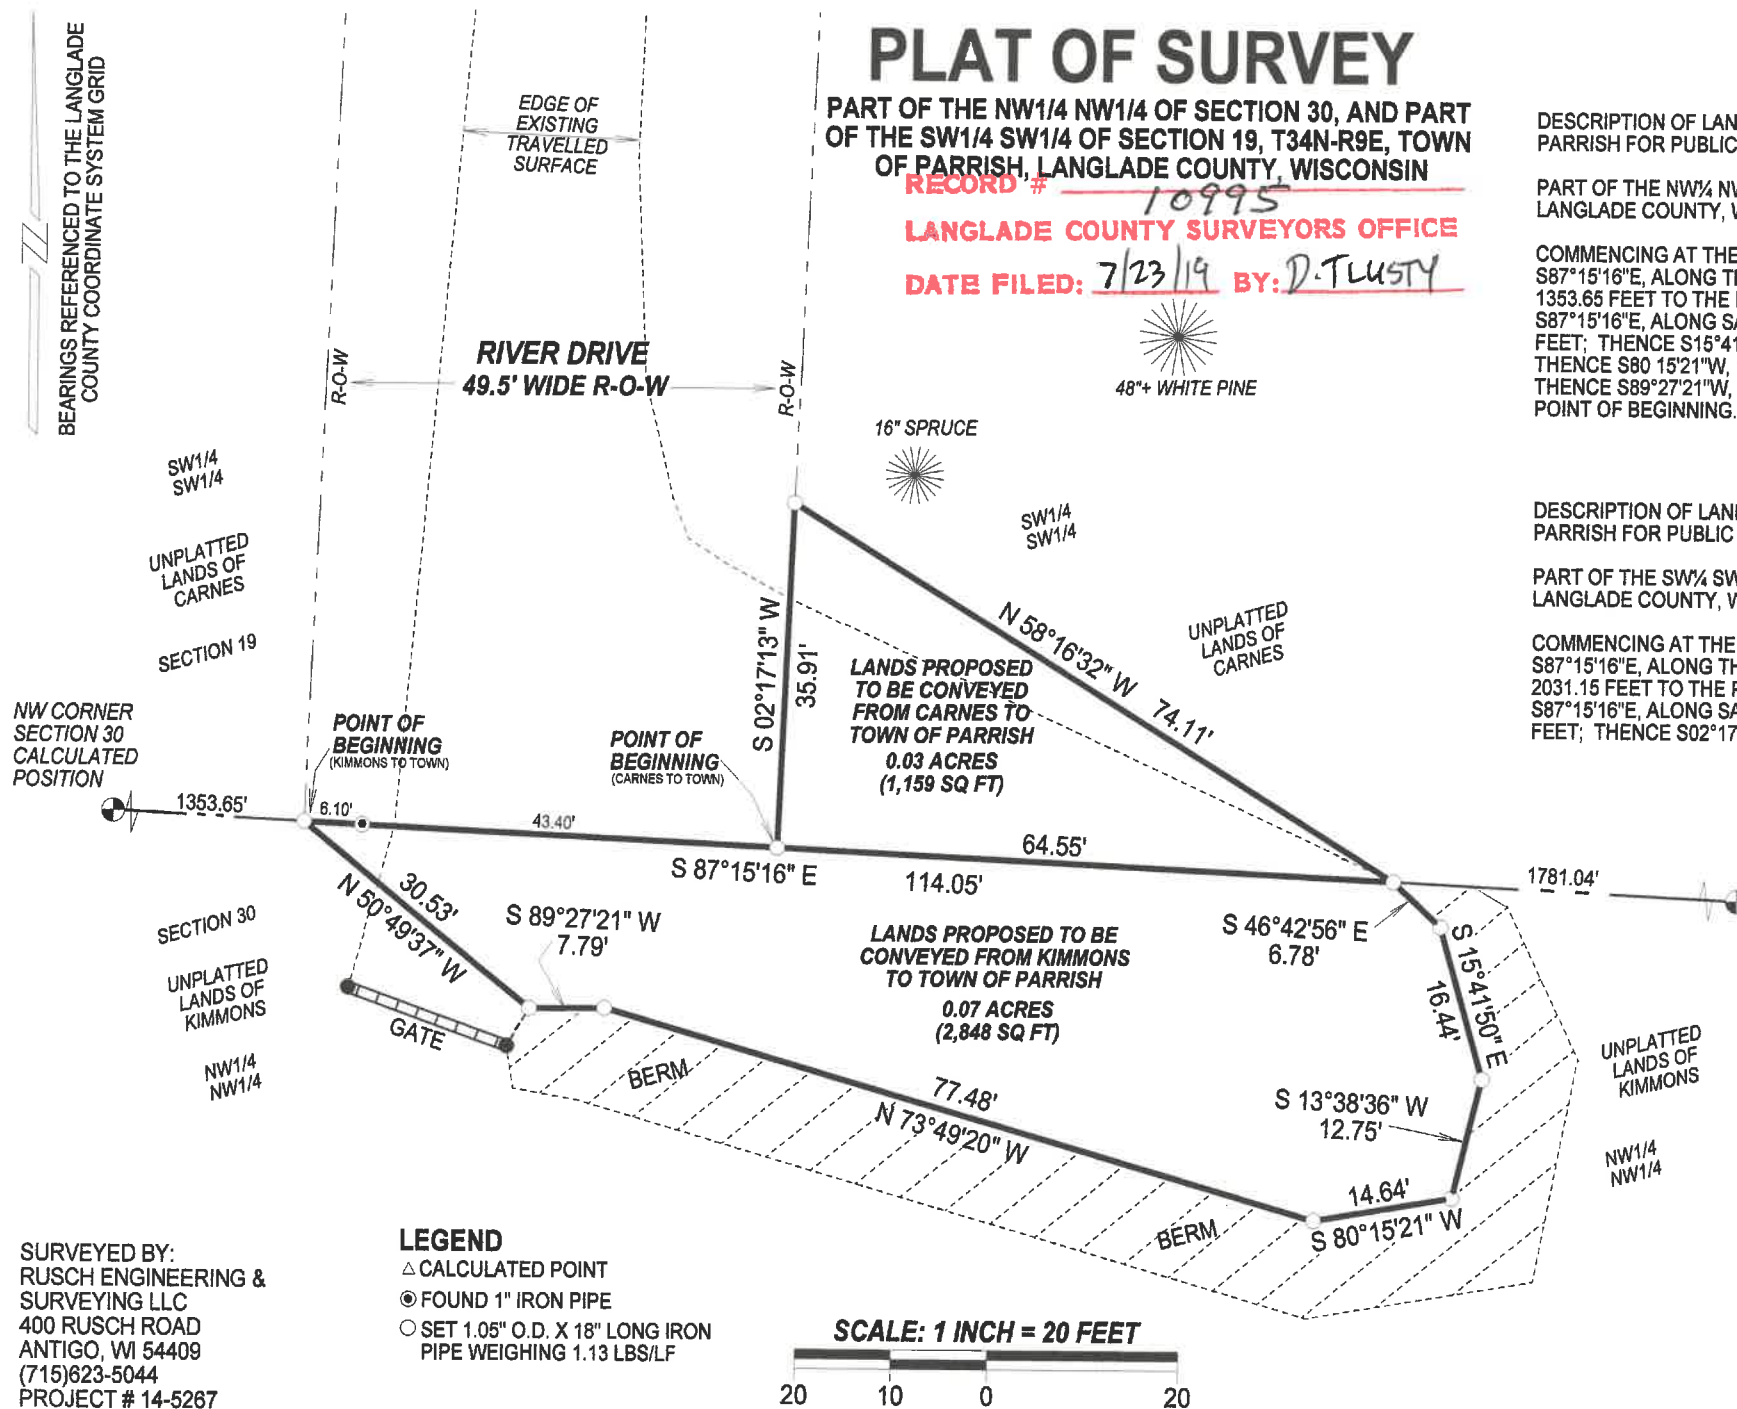 BEARINGS REFERENCED TO THE LANGLADE
COUNTY COORDINATE SYSTEM GRID
N
PLAT OF SURVEY
PART OF THE NW1/4 NW1/4 OF SECTION 30, AND PART
OF THE SW1/4 SW1/4 OF SECTION 19, T34N-R9E, TOWN
OF PARRISH, LANGLADE COUNTY, WISCONSIN
RECORD # 10995
LANGLADE COUNTY SURVEYORS OFFICE
DATE FILED: 7/23/19 BY: D. TLUSTY
EDGE OF
EXISTING
TRAVELLED
SURFACE
RIVER DRIVE
49.5' WIDE R-O-W
R-O-W
R-O-W
48"+ WHITE PINE
16" SPRUCE
SW1/4
SW1/4
UNPLATTED
LANDS OF
CARNES
SECTION 19
SW1/4
SW1/4
UNPLATTED
LANDS OF
CARNES
NW CORNER
SECTION 30
CALCULATED
POSITION
1353.65'
POINT OF
BEGINNING
(KIMMONS TO TOWN)
6.10'
43.40'
POINT OF
BEGINNING
(CARNES TO TOWN)
S 02°17'13" W
35.91'
N 58°16'32" W
74.11'
LANDS PROPOSED
TO BE CONVEYED
FROM CARNES TO
TOWN OF PARRISH
0.03 ACRES
(1,159 SQ FT)
64.55'
S 87°15'16" E
114.05'
1781.04'
30.53'
N 50°49'37" W
S 89°27'21" W
7.79'
LANDS PROPOSED TO BE
CONVEYED FROM KIMMONS
TO TOWN OF PARRISH
0.07 ACRES
(2,848 SQ FT)
S 46°42'56" E
6.78'
S 15°41'50" E
16.44'
S 13°38'36" W
12.75'
14.64'
S 80°15'21" W
77.48'
N 73°49'20" W
BERM
BERM
GATE
SECTION 30
UNPLATTED
LANDS OF
KIMMONS
NW1/4
NW1/4
UNPLATTED
LANDS OF
KIMMONS
NW1/4
NW1/4
DESCRIPTION OF LAN
PARRISH FOR PUBLIC
PART OF THE NW¼ NW
LANGLADE COUNTY, W
COMMENCING AT THE
S87°15'16"E, ALONG TH
1353.65 FEET TO THE
S87°15'16"E, ALONG SA
FEET; THENCE S15°41
THENCE S80 15'21"W,
THENCE S89°27'21"W,
POINT OF BEGINNING.
DESCRIPTION OF LAN
PARRISH FOR PUBLIC
PART OF THE SW¼ SW
LANGLADE COUNTY, W
COMMENCING AT THE
S87°15'16"E, ALONG TH
2031.15 FEET TO THE P
S87°15'16"E, ALONG SA
FEET; THENCE S02°17
SURVEYED BY:
RUSCH ENGINEERING &
SURVEYING LLC
400 RUSCH ROAD
ANTIGO, WI 54409
(715)623-5044
PROJECT # 14-5267
LEGEND
CALCULATED POINT
FOUND 1" IRON PIPE
SET 1.05" O.D. X 18" LONG IRON
PIPE WEIGHING 1.13 LBS/LF
SCALE: 1 INCH = 20 FEET
20 10 0 20